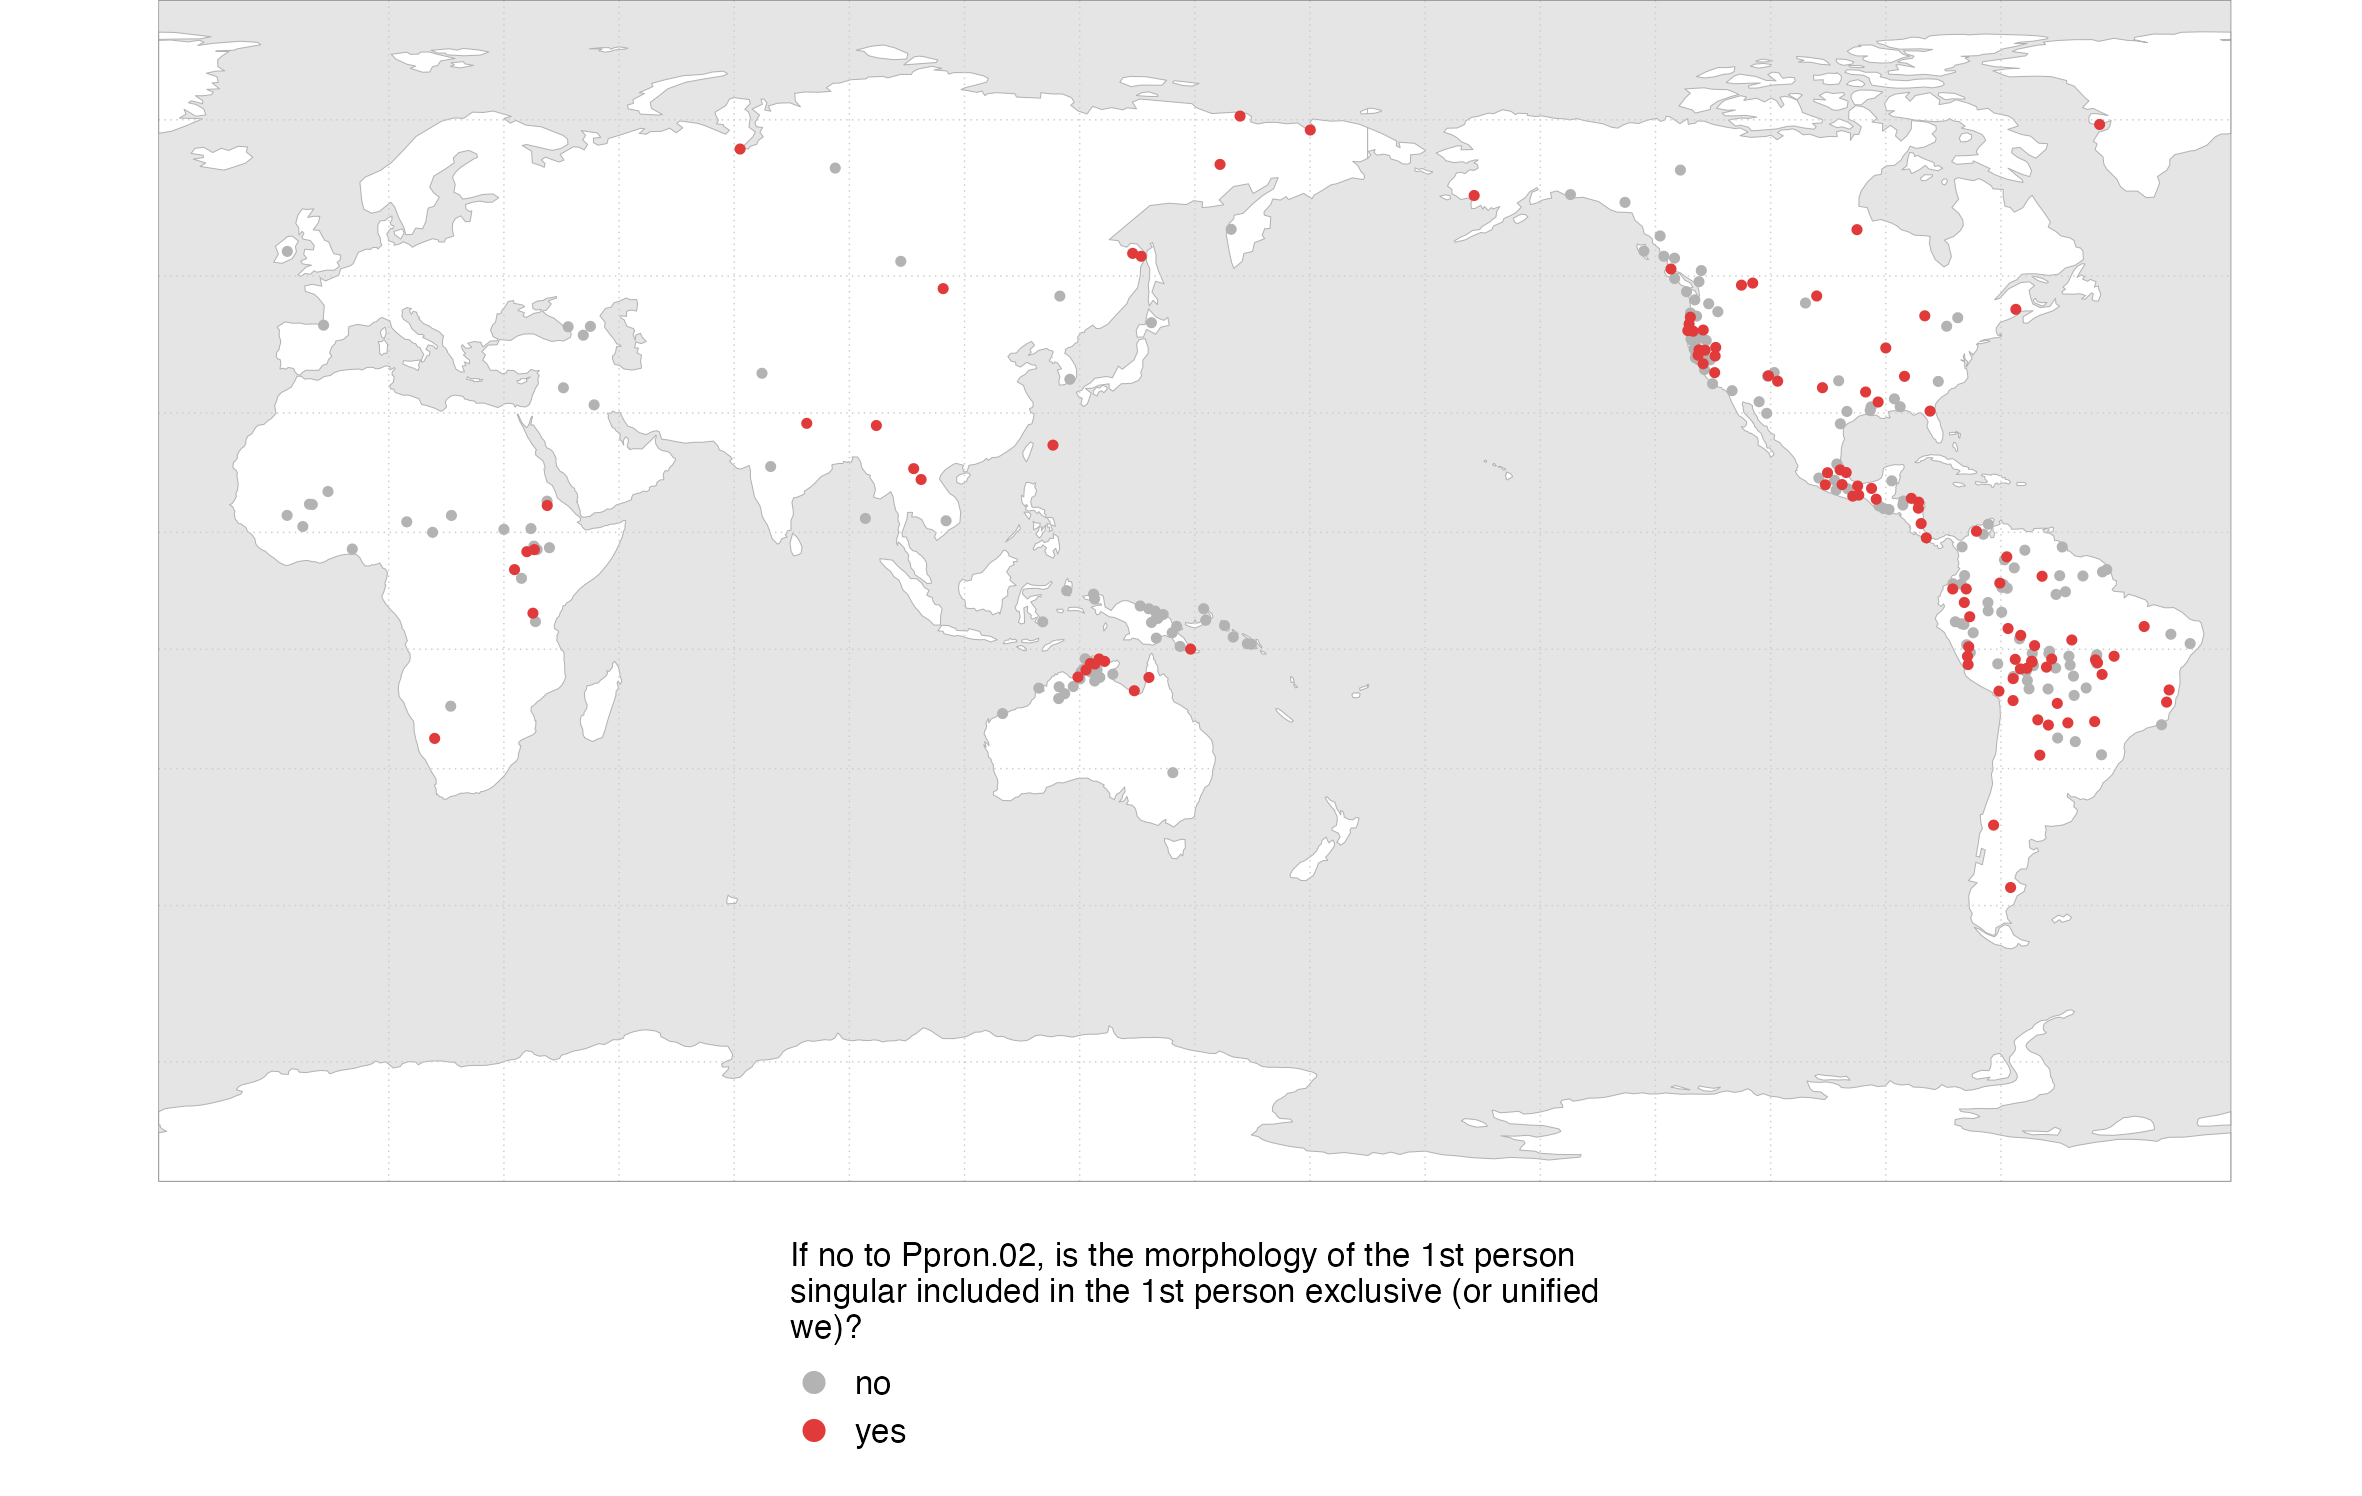 If no to Ppron.02, is the morphology of the 1st person
singular included in the 1st person exclusive (or unified
we)?
no
yes